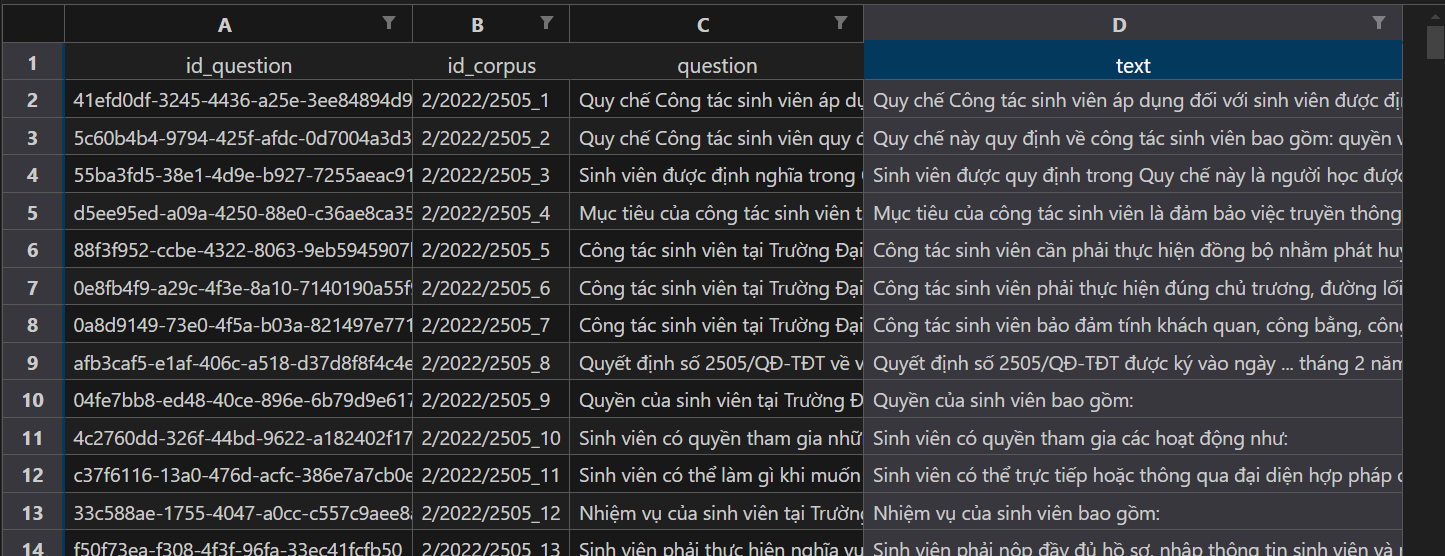 A B C D
1 id_question id_corpus question text
2 41efd0df-3245-4436-a25e-3ee84894d9 2/2022/2505_1 Quy chế Công tác sinh viên áp dụ Quy chế Công tác sinh viên áp dụng đối với sinh viên được đị
3 5c60b4b4-9794-425f-afdc-0d7004a3d3 2/2022/2505_2 Quy chế Công tác sinh viên quy đ Quy chế này quy định về công tác sinh viên bao gồm: quyền v
4 55ba3fd5-38e1-4d9e-b927-7255aeac91 2/2022/2505_3 Sinh viên được định nghĩa trong Sinh viên được quy định trong Quy chế này là người học được
5 d5ee95ed-a09a-4250-88e0-c36ae8ca35 2/2022/2505_4 Mục tiêu của công tác sinh viên t Mục tiêu của công tác sinh viên là đảm bảo việc truyền thông
6 88f3f952-ccbe-4322-8063-9eb5945907 2/2022/2505_5 Công tác sinh viên tại Trường Đại Công tác sinh viên cần phải thực hiện đồng bộ nhằm phát huy
7 0e8fb4f9-a29c-4f3e-8a10-7140190a55f9 2/2022/2505_6 Công tác sinh viên tại Trường Đại Công tác sinh viên phải thực hiện đúng chủ trương, đường lối
8 0a8d9149-73e0-4f5a-b03a-821497e771 2/2022/2505_7 Công tác sinh viên tại Trường Đại Công tác sinh viên bảo đảm tính khách quan, công bằng, côn
9 afb3caf5-e1af-406c-a518-d37d8f8f4c4e 2/2022/2505_8 Quyết định số 2505/QĐ-TĐT về v Quyết định số 2505/QĐ-TĐT được ký vào ngày ... tháng 2 năm
10 04fe7bb8-ed48-40ce-896e-6b79d9e617 2/2022/2505_9 Quyền của sinh viên tại Trường Đ Quyền của sinh viên bao gồm:
11 4c2760dd-326f-44bd-9622-a182402f17 2/2022/2505_10 Sinh viên có quyền tham gia nhữ Sinh viên có quyền tham gia các hoạt động như:
12 c37f6116-13a0-476d-acfc-386e7a7cb0e 2/2022/2505_11 Sinh viên có thể làm gì khi muốn Sinh viên có thể trực tiếp hoặc thông qua đại diện hợp pháp
13 33c588ae-1755-4047-a0cc-c557c9aee8 2/2022/2505_12 Nhiệm vụ của sinh viên tại Trườn Nhiệm vụ của sinh viên bao gồm:
14 f50f73ea-f308-4f3f-96fa-33ec41fcfb50 2/2022/2505_13 Sinh viên phải thực hiện nghĩa vụ Sinh viên phải nộp đầy đủ hồ sơ, nhập thông tin sinh viên và